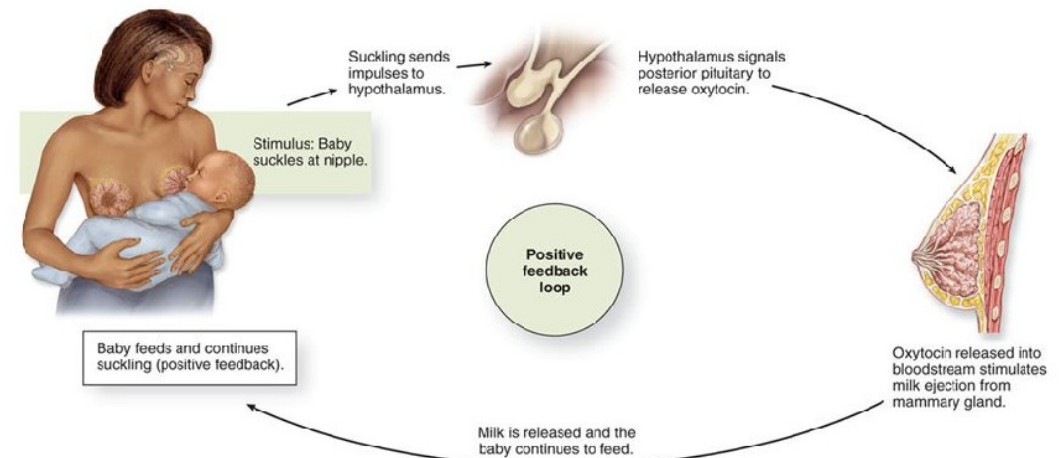 Suckling sends
impulses to
hypothalamus.
Hypothalamus signals
posterior pituitary to
release oxytocin.
Stimulus: Baby
suckles at nipple.
Positive
feedback
loop
Baby feeds and continues
suckling (positive feedback).
Oxytocin released into
bloodstream stimulates
milk ejection from
mammary gland.
Milk is released and the
baby continues to feed.